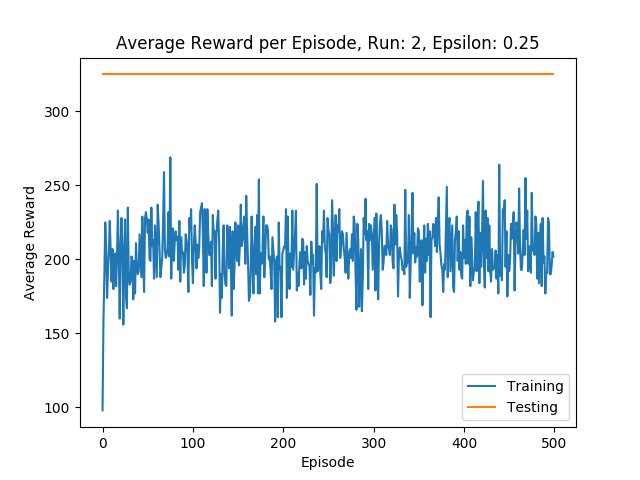 Average Reward per Episode, Run: 2, Epsilon: 0.25
Average Reward
300
250
200
150
100
0
100
200
300
400
500
Episode
Training
Testing